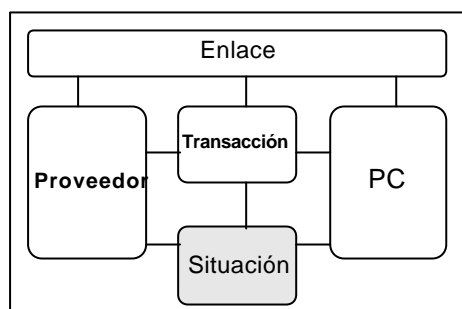 Enlace
Transacción
Proveedor
PC
Situación